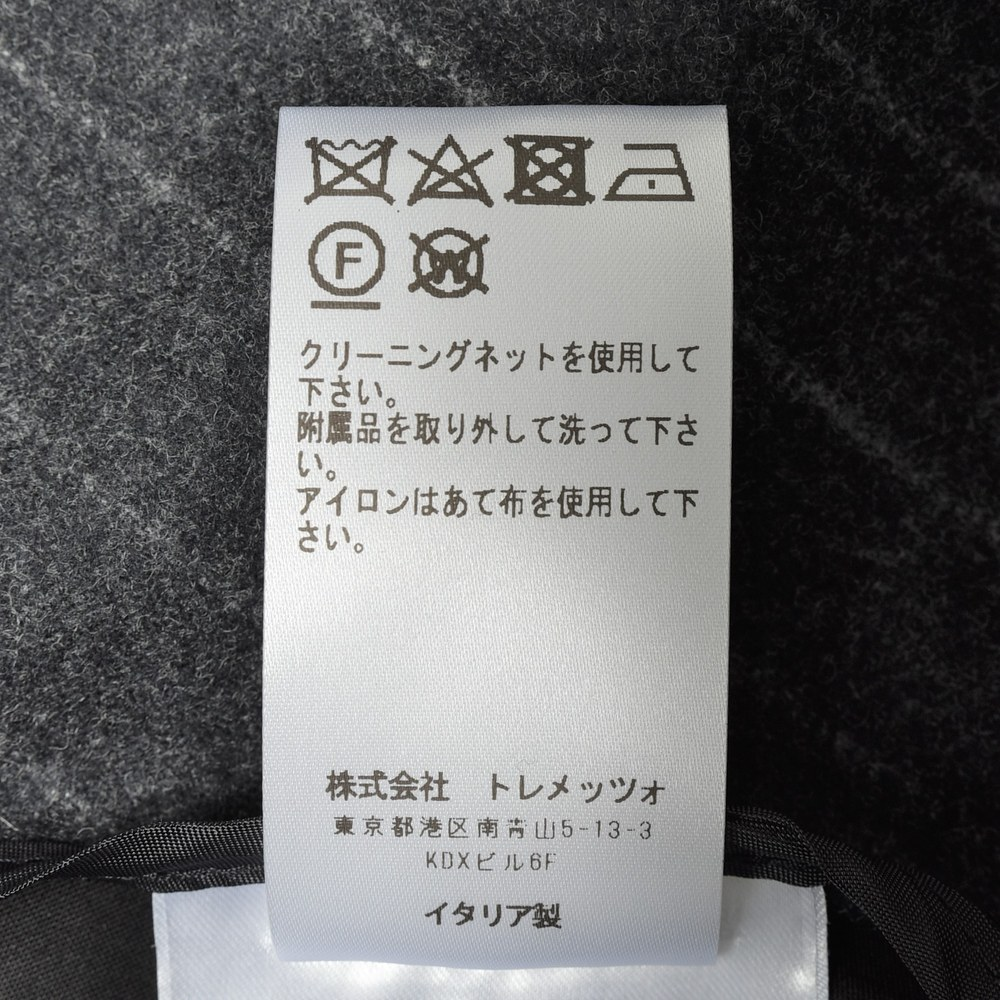 F
W
クリーニングネットを使用して
下さい。
附属品を取り外して洗って下さ
い。
アイロンはあて布を使用して下
さい。
株式会社 トレメッツォ
東京都港区南青山5-13-3
KDXビル6F
イタリア製